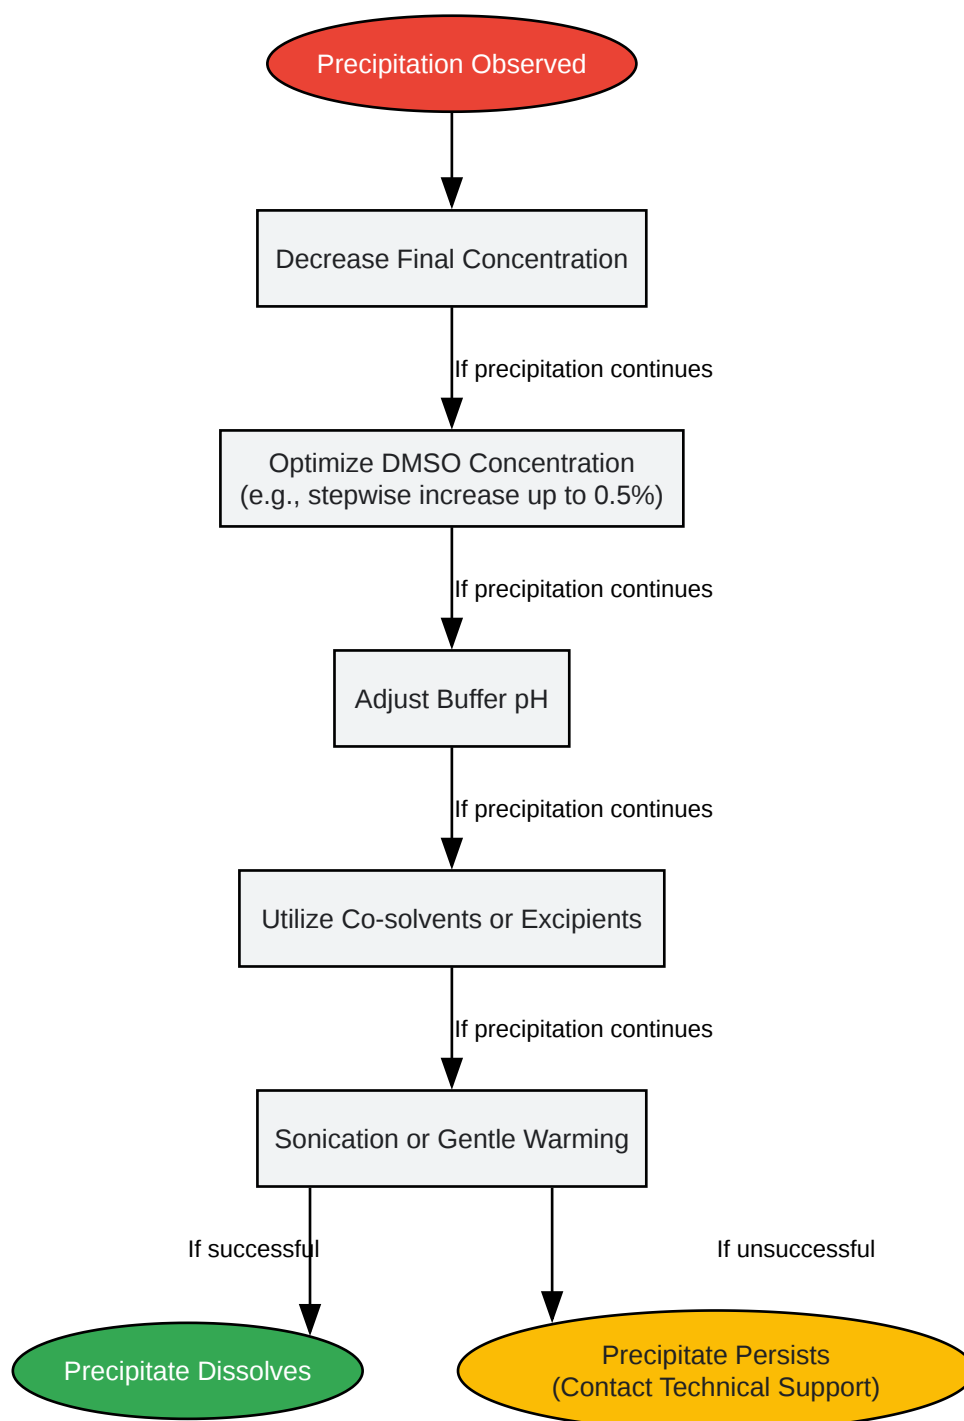 Precipitation Observed
Decrease Final Concentration
If precipitation continues
Optimize DMSO Concentration
(e.g., stepwise increase up to 0.5%)
If precipitation continues
Adjust Buffer pH
If precipitation continues
Utilize Co-solvents or Excipients
If precipitation continues
Sonication or Gentle Warming
If successful
If unsuccessful
Precipitate Dissolves
Precipitate Persists
(Contact Technical Support)